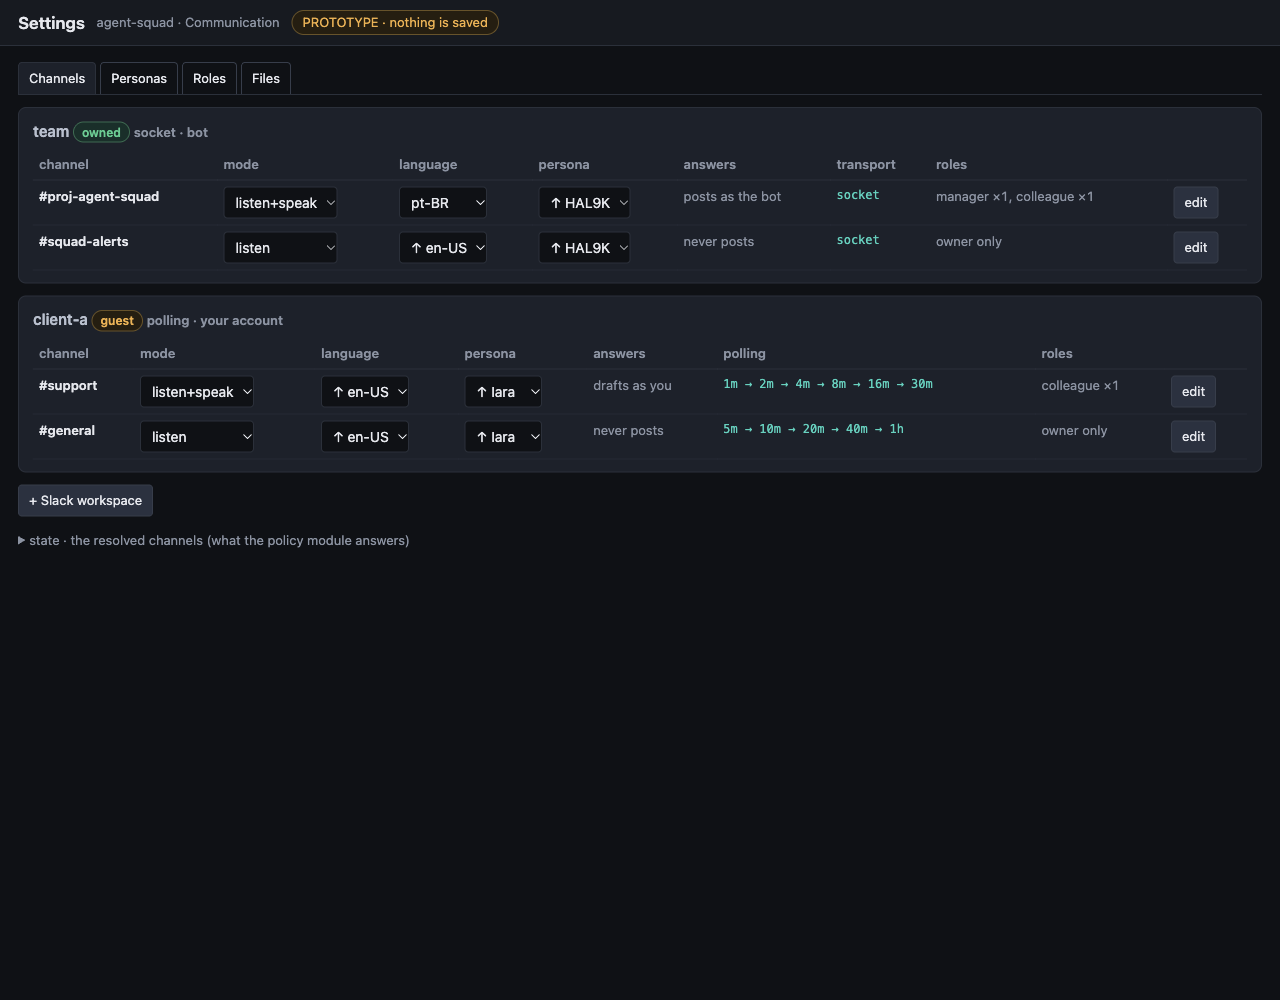 Settings agent-squad · Communication PROTOTYPE · nothing is saved
Channels Personas Roles Files
team owned socket · bot
channel mode language persona answers transport roles
#proj-agent-squad listen+speak pt-BR ↑ HAL9K posts as the bot socket manager ×1, colleague ×1 edit
#squad-alerts listen ↑ en-US ↑ HAL9K never posts socket owner only edit
client-a guest polling · your account
channel mode language persona answers polling roles
#support listen+speak ↑ en-US ↑ lara drafts as you 1m → 2m → 4m → 8m → 16m → 30m colleague ×1 edit
#general listen ↑ en-US ↑ lara never posts 5m → 10m → 20m → 40m → 1h owner only edit
+ Slack workspace
▶ state · the resolved channels (what the policy module answers)